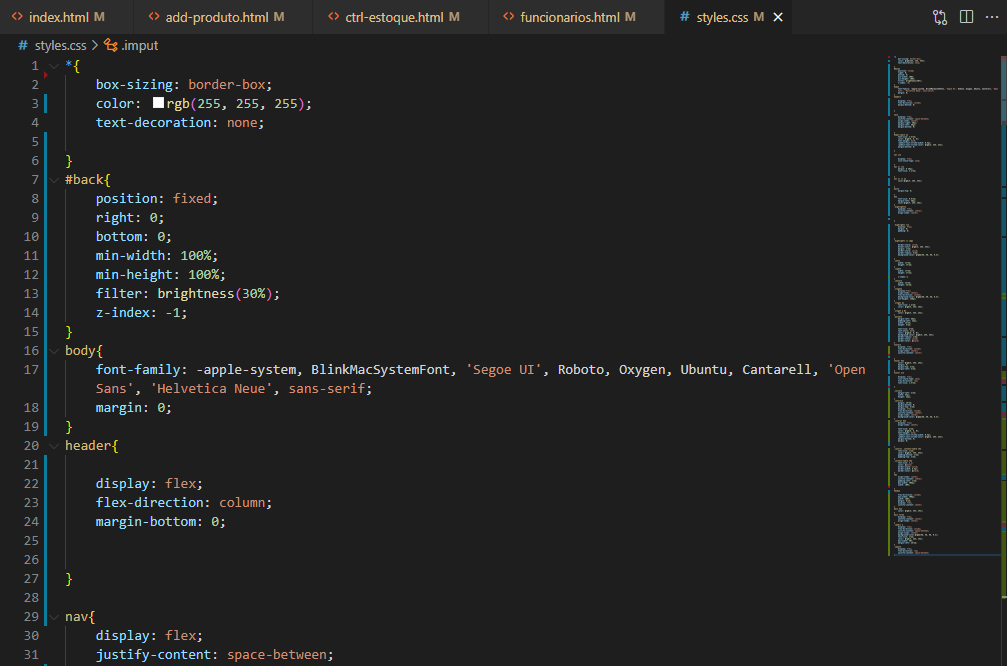 index.html M add-produto.html M ctrl-estoque.html M funcionarios.html M # styles.css M
# styles.css > .imput
1 *{
2 box-sizing: border-box;
3 color: rgb(255, 255, 255);
4 text-decoration: none;
5
6 }
7 #back{
8 position: fixed;
9 right: 0;
10 bottom: 0;
11 min-width: 100%;
12 min-height: 100%;
13 filter: brightness(30%);
14 z-index: -1;
15 }
16 body{
17 font-family: -apple-system, BlinkMacSystemFont, 'Segoe UI', Roboto, Oxygen, Ubuntu, Cantarell, 'Open
Sans', 'Helvetica Neue', sans-serif;
18 margin: 0;
19 }
20 header{
21
22 display: flex;
23 flex-direction: column;
24 margin-bottom: 0;
25
26
27 }
28
29 nav{
30 display: flex;
31 justify-content: space-between;